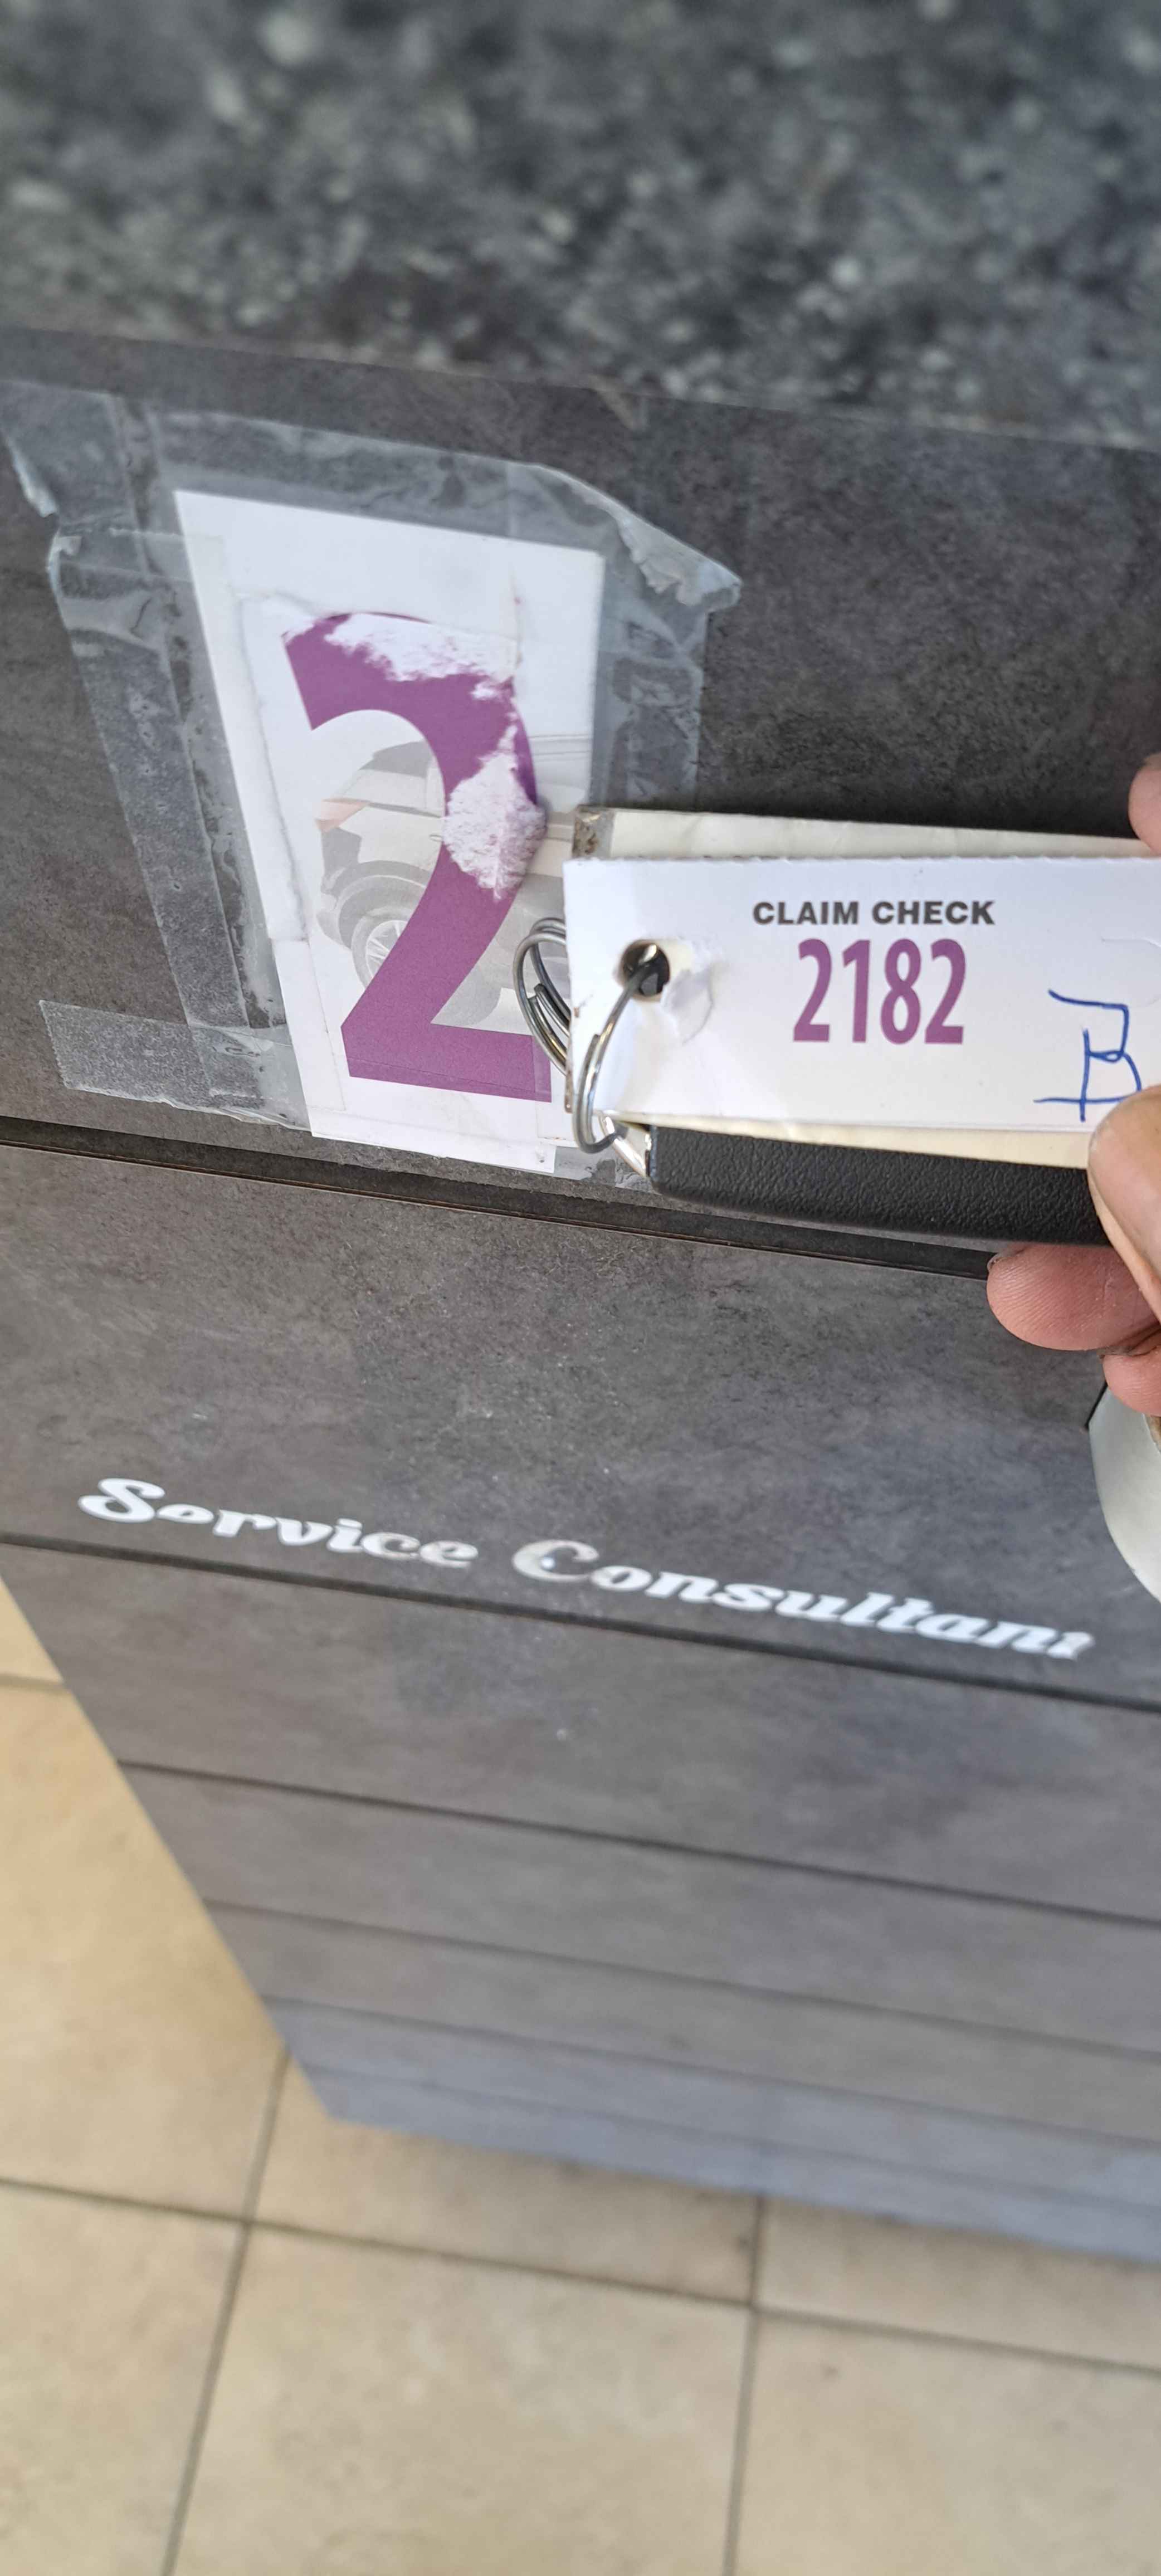 2
CLAIM CHECK
2182
Service Consultant